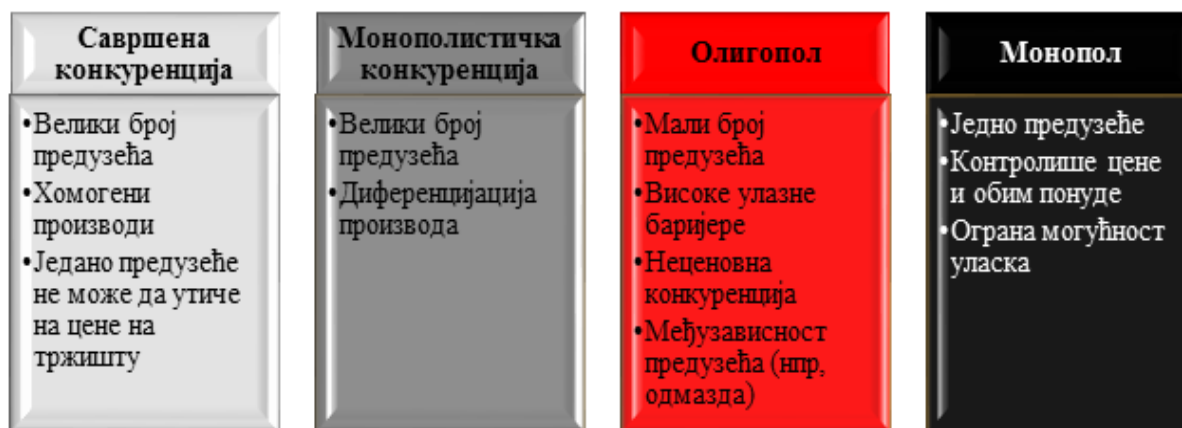 Савршена
конкуренција
•Велики број
предузећа
•Хомогени
производи
•Једано предузеће
не може да утиче
на цене на
тржишту
Монополистичка
конкуренција
•Велики број
предузећа
•Диференцијација
производа
Олигопол
•Мали број
предузећа
•Високе улазне
баријере
•Неценовна
конкуренција
•Међузависност
предузећа (нпр,
одмазда)
Монопол
•Једно предузеће
•Контролише цене
и обим понуде
•Ограна могућност
уласка